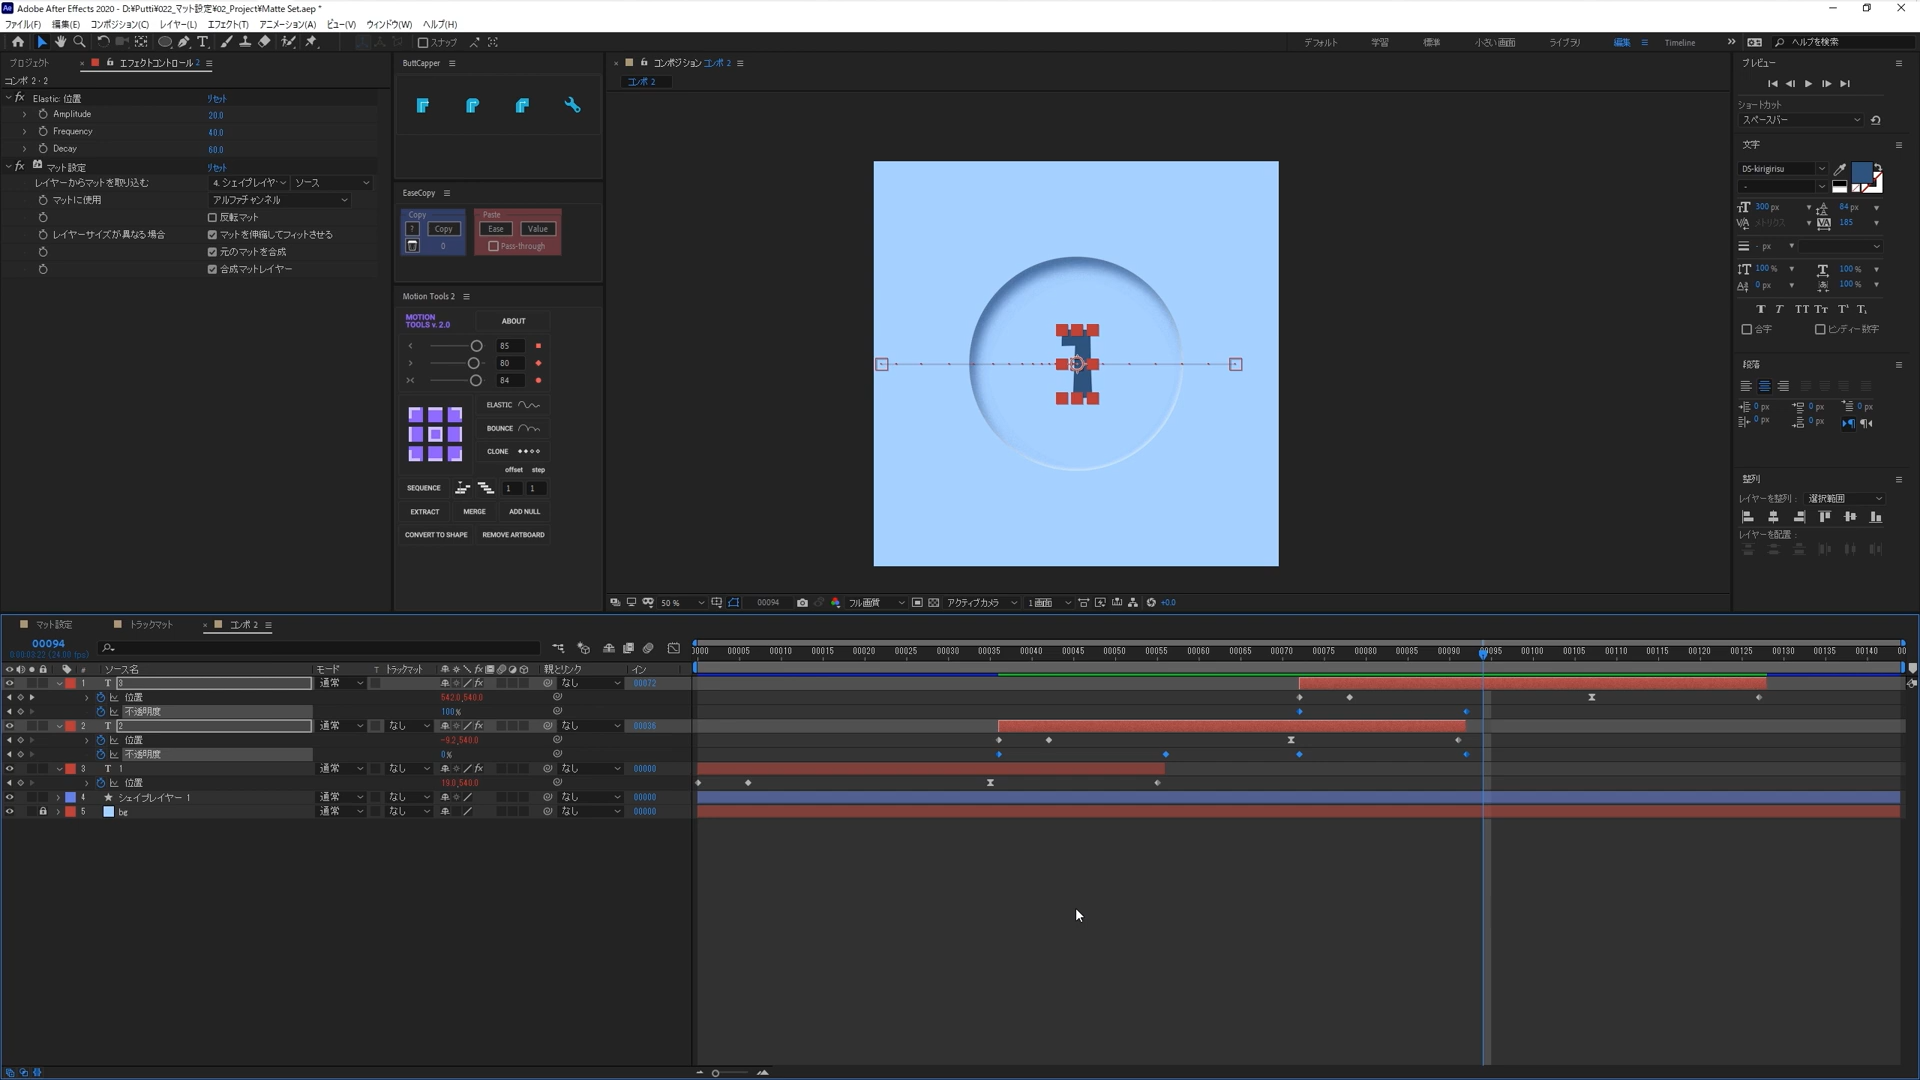 Adobe After Effects 2020 - D:¥Putti¥022_マット設定¥02_Project¥Matte Set.aep *
ファイル(F) 編集(E) コンポジション(C) レイヤー(L) エフェクト(T) アニメーション(A) ビュー(V) ウィンドウ(W) ヘルプ(H)
スナップ
デフォルト 学習 標準 小さい画面 ライブラリ 編集 Timeline ヘルプを検索
プロジェクト エフェクトコントロール 2
コンポ 2・2
fx Elastic: 位置 リセット
Amplitude 20.0
Frequency 40.0
Decay 60.0
fx マット設定 リセット
レイヤーからマットを取り込む 4. シェイプレイヤ ソース
マットに使用 アルファチャンネル
反転マット
レイヤーサイズが異なる場合 マットを伸縮してフィットさせる
元のマットを合成
合成マットレイヤー
ButtCapper
EaseCopy
Copy Paste
? Copy Ease Value
0 Pass-through
Motion Tools 2
MOTION TOOLS v. 2.0 ABOUT
85
80
84
ELASTIC
BOUNCE
CLONE
offset step
SEQUENCE 1 1
EXTRACT MERGE ADD NULL
CONVERT TO SHAPE REMOVE ARTBOARD
コンポジション コンポ 2
コンポ 2
1
50 % 00094 フル画質 アクティブカメラ 1画面 +0.0
プレビュー
ショートカット
スペースバー
文字
DS-kirigirisu
-
300 px 84 px
メトリクス 185
- px
100 % 100 %
0 px 100 %
合字 ヒンディー数字
段落
0 px 0 px 0 px
0 px 0 px
整列
レイヤーを整列: 選択範囲
レイヤーを配置:
マット設定 トラックマット コンポ 2
00094
0:00:03:22 (24.00 fps)
# ソース名 モード T トラックマット 親とリンク イン
00005 00010 00015 00020 00025 00030 00035 00040 00045 00050 00055 00060 00065 00070 00075 00080 00085 00090 00095 00100 00105 00110 00115 00120 00125 00130 00135 00140
1 T 3 通常 なし 00072
位置 542.0,540.0
不透明度 100%
2 T 2 通常 なし なし 00036
位置 -9.2,540.0
不透明度 0%
3 T 1 通常 なし なし 00000
位置 19.0,540.0
4 シェイプレイヤー 1 通常 なし なし 00000
5 bg 通常 なし なし 00000